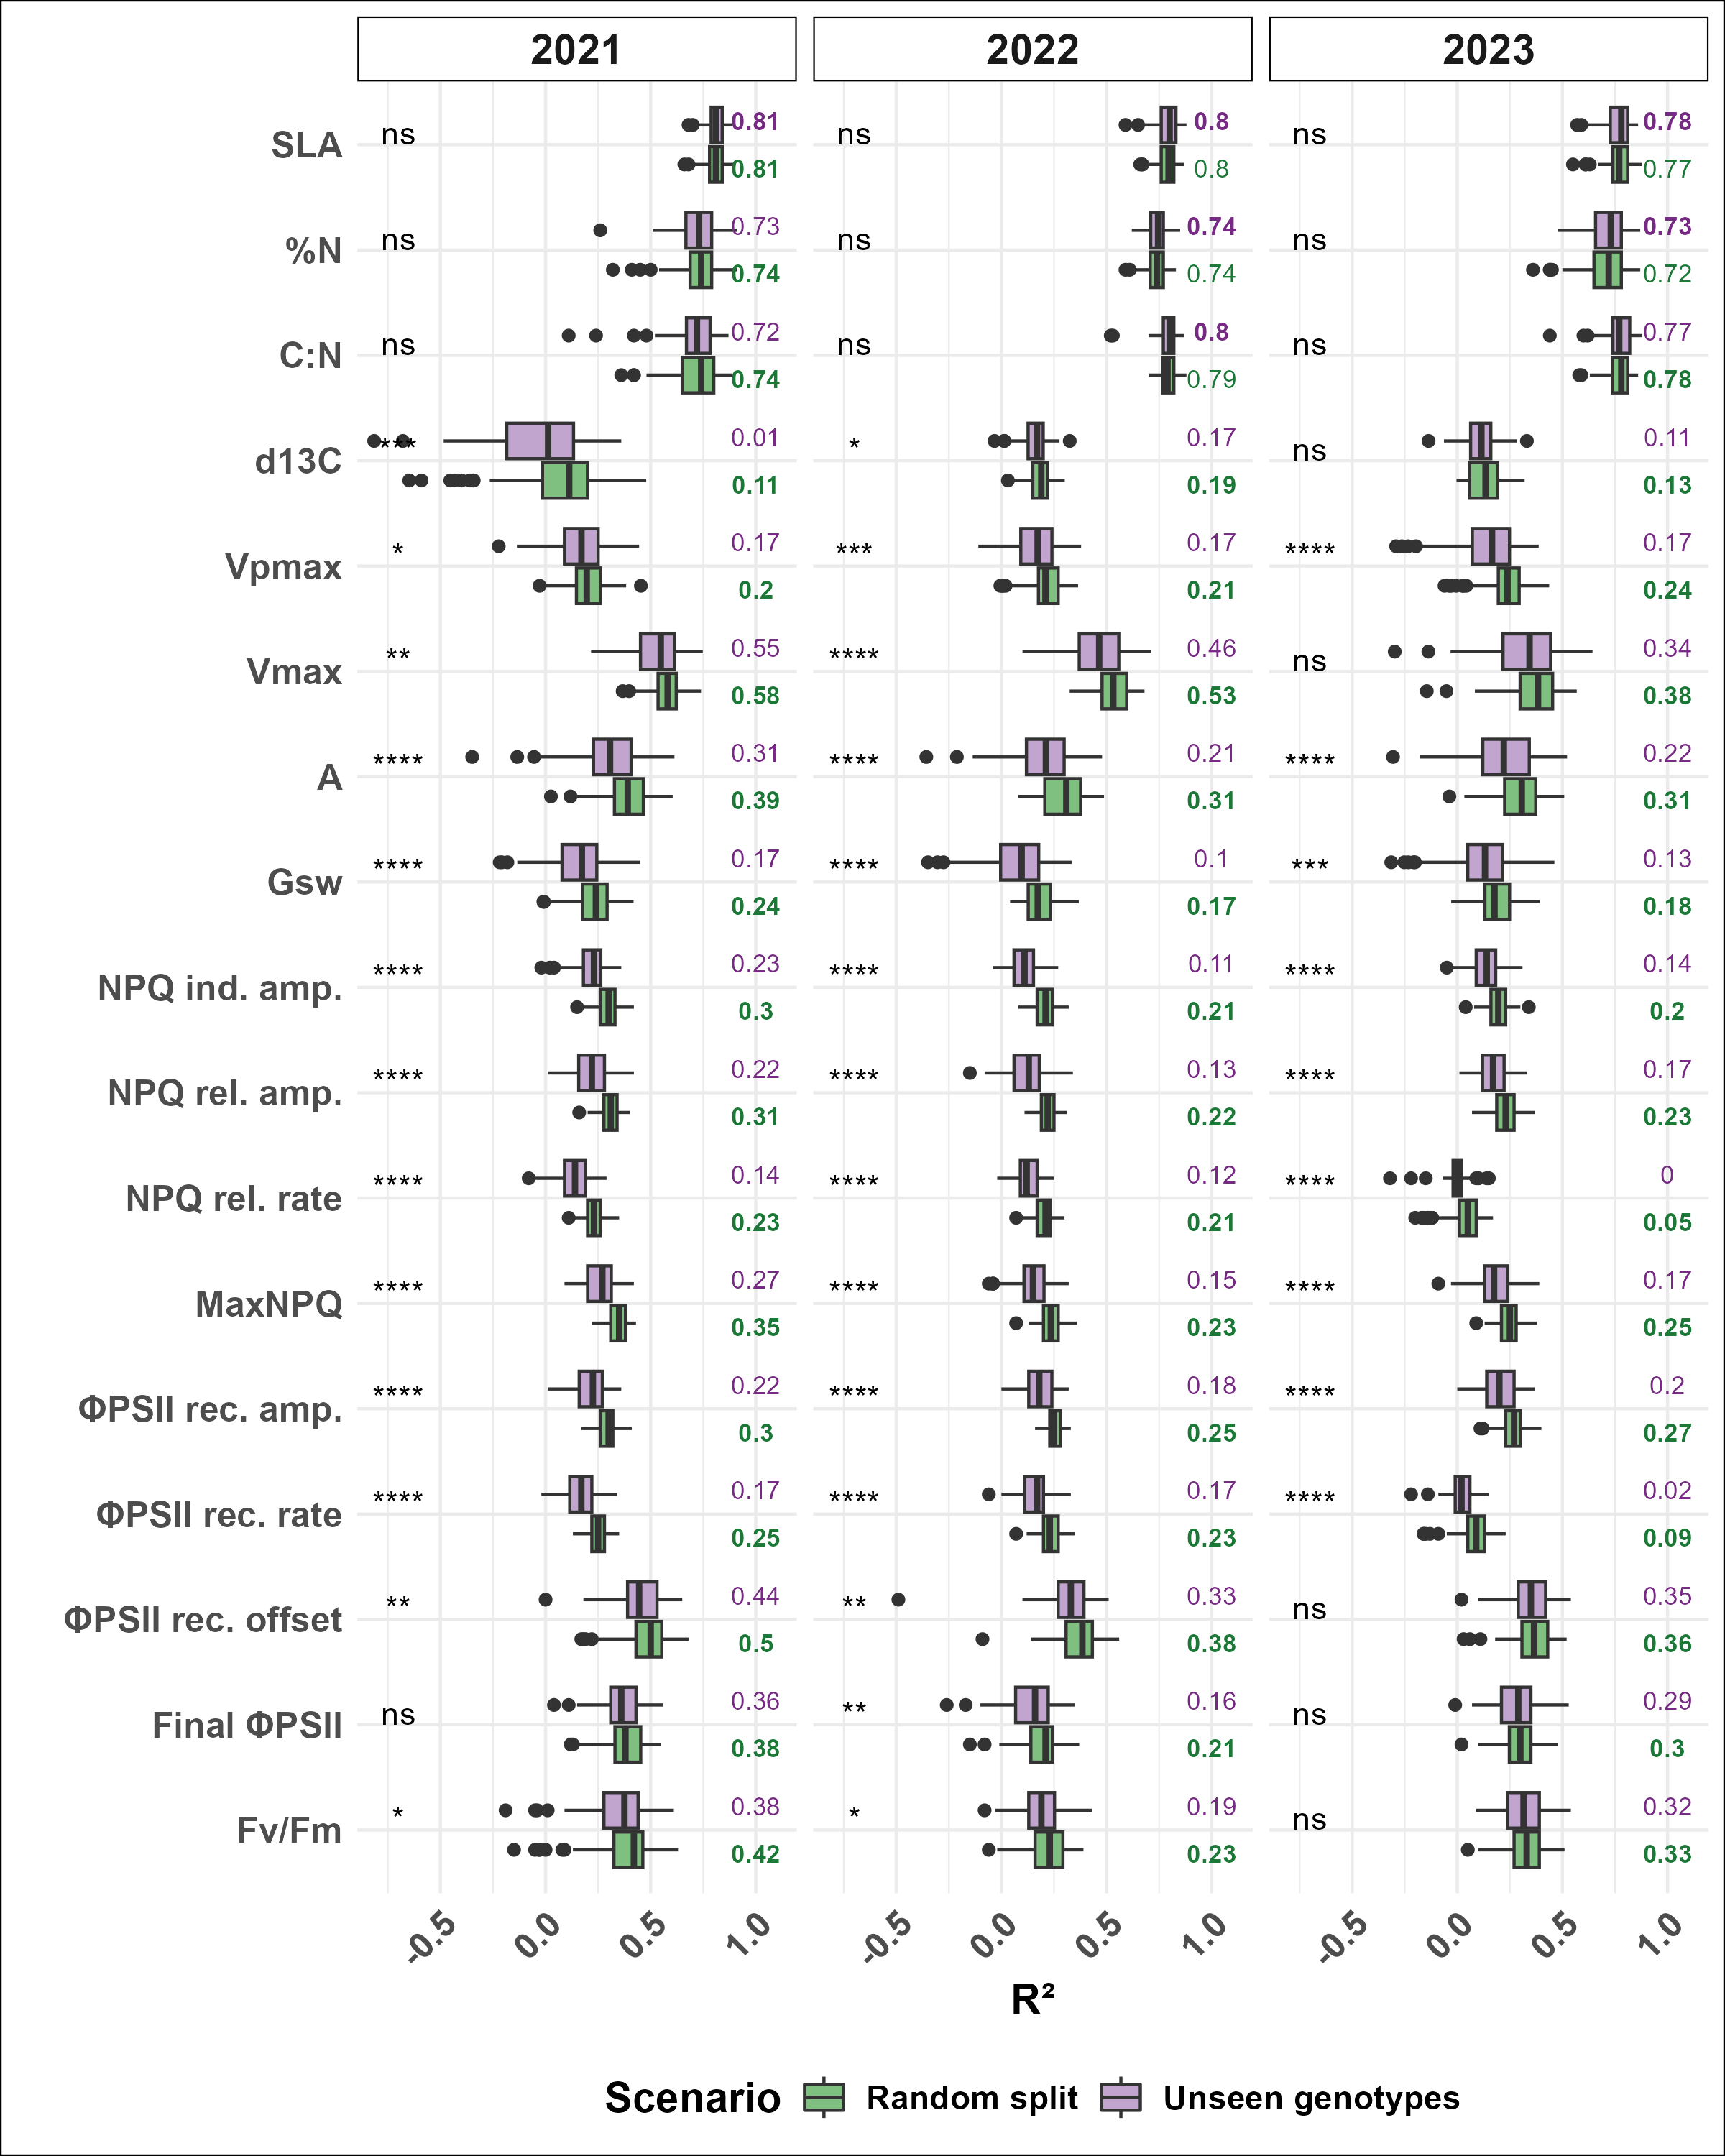 2021 2022 2023
SLA ns 0.81 ns 0.8 ns 0.78
0.81 0.8 0.77
%N ns 0.73 ns 0.74 ns 0.73
0.74 0.74 0.72
C:N ns 0.72 ns 0.8 ns 0.77
0.74 0.79 0.78
d13C *** 0.01 * 0.17 ns 0.11
0.11 0.19 0.13
Vpmax * 0.17 *** 0.17 **** 0.17
0.2 0.21 0.24
Vmax ** 0.55 **** 0.46 ns 0.34
0.58 0.53 0.38
A **** 0.31 **** 0.21 **** 0.22
0.39 0.31 0.31
Gsw **** 0.17 **** 0.1 *** 0.13
0.24 0.17 0.18
NPQ ind. amp. **** 0.23 **** 0.11 **** 0.14
0.3 0.21 0.2
NPQ rel. amp. **** 0.22 **** 0.13 **** 0.17
0.31 0.22 0.23
NPQ rel. rate **** 0.14 **** 0.12 **** 0
0.23 0.21 0.05
MaxNPQ **** 0.27 **** 0.15 **** 0.17
0.35 0.23 0.25
ΦPSII rec. amp. **** 0.22 **** 0.18 **** 0.2
0.3 0.25 0.27
ΦPSII rec. rate **** 0.17 **** 0.17 **** 0.02
0.25 0.23 0.09
ΦPSII rec. offset ** 0.44 ** 0.33 ns 0.35
0.5 0.38 0.36
Final ΦPSII ns 0.36 ** 0.16 ns 0.29
0.38 0.21 0.3
Fv/Fm * 0.38 * 0.19 ns 0.32
0.42 0.23 0.33
-0.5 0.0 0.5 1.0 -0.5 0.0 0.5 1.0 -0.5 0.0 0.5 1.0
R²
Scenario Random split Unseen genotypes